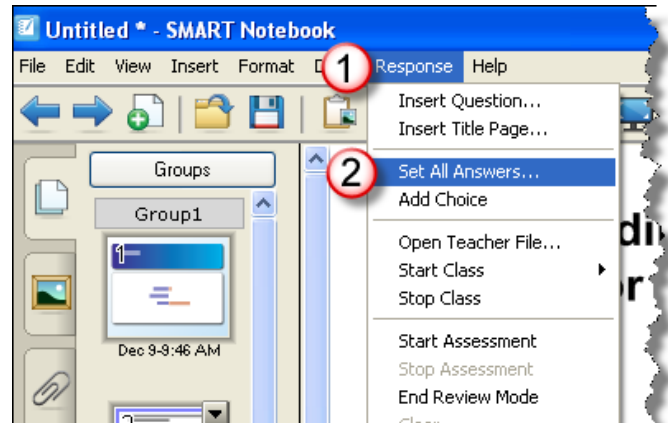 Untitled * - SMART Notebook
File Edit View Insert Format D 1 Response Help
Insert Question...
Insert Title Page...
2 Set All Answers...
Add Choice
Open Teacher File...
Start Class
Stop Class
Start Assessment
Stop Assessment
End Review Mode
Groups
Group1
1
Dec 9-9:46 AM